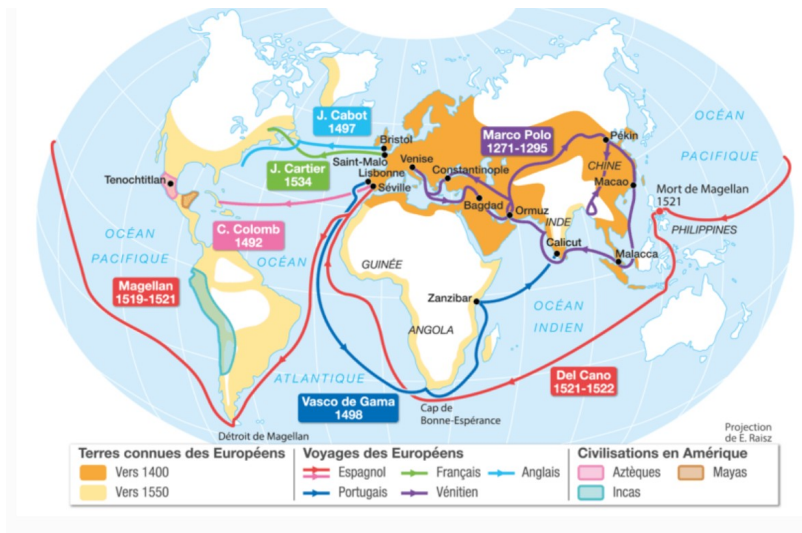 J. Cabot
1497
Bristol
Marco Polo
1271-1295
Pékin
OCÉAN
PACIFIQUE
J. Cartier
1534
Saint-Malo
Lisbonne
Séville
Venise
Constantinople
CHINE
Macao
Mort de Magellan
1521
PHILIPPINES
Tenochtitlan
Bagdad
Ormuz
INDE
C. Colomb
1492
Calicut
Malacca
OCÉAN
PACIFIQUE
OCÉAN
GUINÉE
Magellan
1519-1521
Zanzibar
OCÉAN
INDIEN
ANGOLA
ATLANTIQUE
Del Cano
1521-1522
Vasco de Gama
1498
Cap de
Bonne-Espérance
Détroit de Magellan
Projection
de E. Raisz
Terres connues des Européens
Vers 1400
Vers 1550
Voyages des Européens
Espagnol
Français
Anglais
Portugais
Vénitien
Civilisations en Amérique
Aztèques
Mayas
Incas